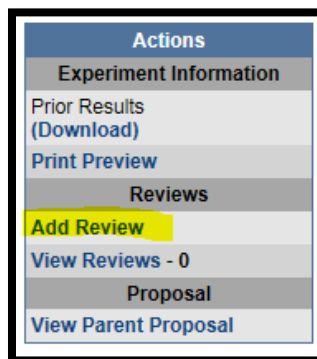 Actions
Experiment Information
Prior Results
(Download)
Print Preview
Reviews
Add Review
View Reviews - 0
Proposal
View Parent Proposal